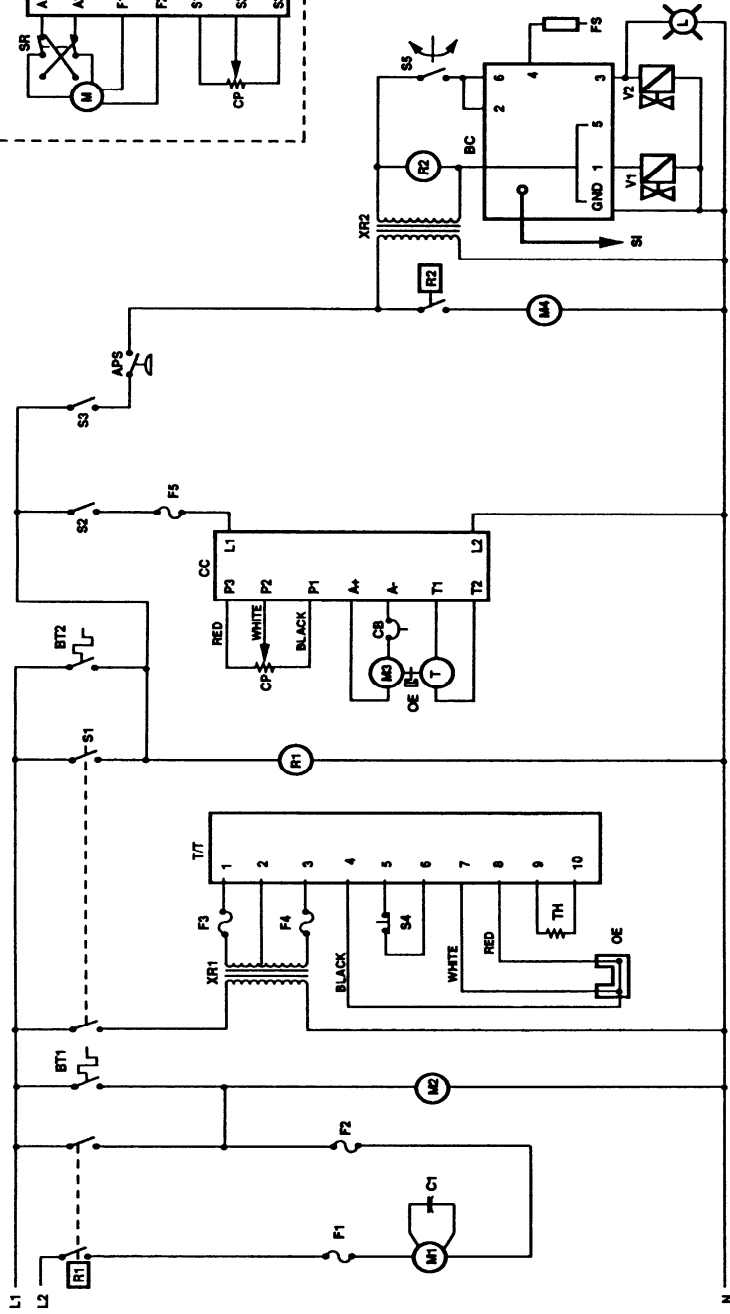 L1
L2
R1
F1
M1
C1
F2
BT1
M2
XR1
F3
F4
T/T
1
2
3
4
5
6
7
8
9
10
BLACK
S4
WHITE
RED
TH
OE
S1
R1
BT2
CC
L1
L2
P3
P2
P1
A+
A-
T1
T2
RED
WHITE
BLACK
CP
CB
M3
OE
T
S2
F5
S3
APS
R2
M4
XR2
R2
S5
BC
6
2
4
3
5
1
GND
SI
FS
V1
V2
L
N
SR
M
CP
A
A